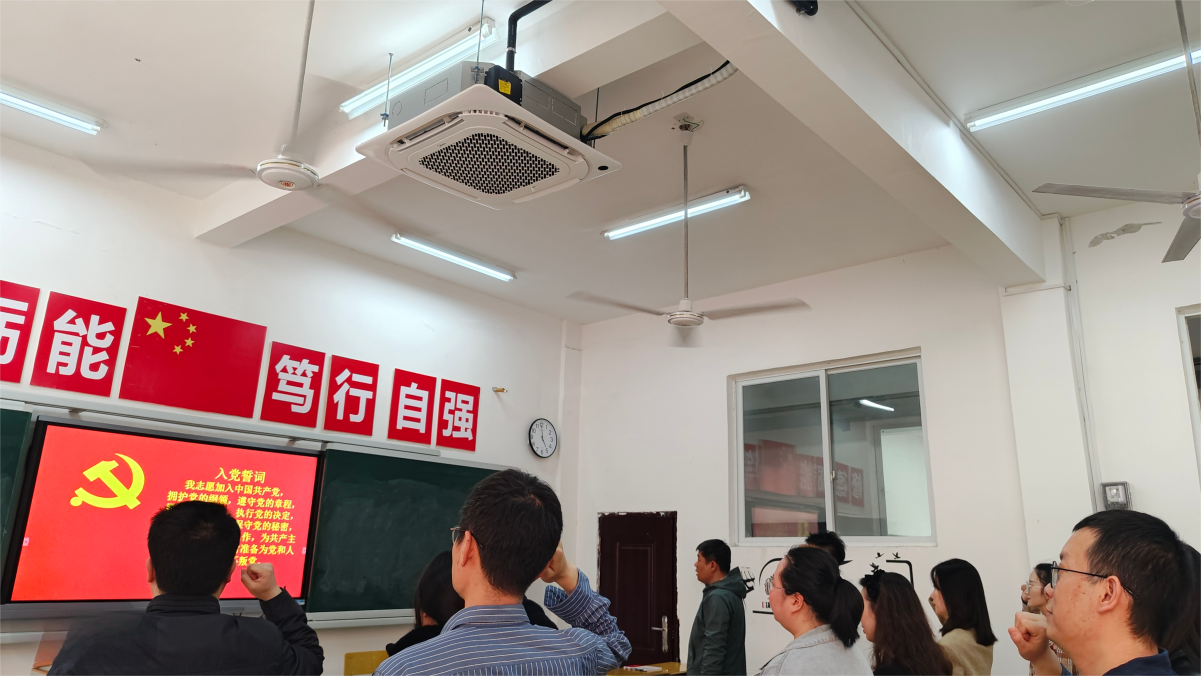 能
笃行
自强
入党誓词
我志愿加入中国共产党,
拥护党的纲领,遵守党的章程,
执行党的决定,
保守党的秘密,
作,为共产主
准备为党和人
叛党